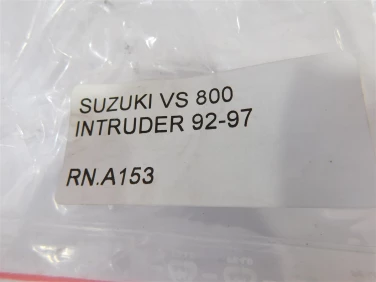 SUZUKI VS 800
INTRUDER 92-97
RN.A153